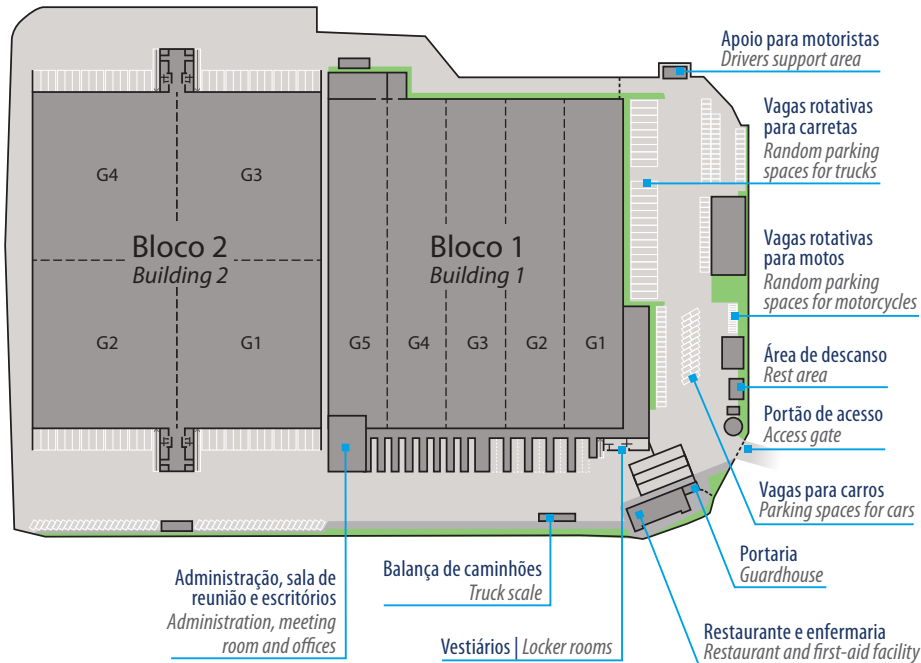 Apoio para motoristas
Drivers support area
Vagas rotativas
para carretas
Random parking
spaces for trucks
G4
G3
Bloco 2
Building 2
G2
G1
Bloco 1
Building 1
G5
G4
G3
G2
G1
Vagas rotativas
para motos
Random parking
spaces for motorcycles
Área de descanso
Rest area
Portão de acesso
Access gate
Vagas para carros
Parking spaces for cars
Portaria
Guardhouse
Restaurante e enfermaria
Restaurant and first-aid facility
Administração, sala de
reunião e escritórios
Administration, meeting
room and offices
Balança de caminhões
Truck scale
Vestiários | Locker rooms